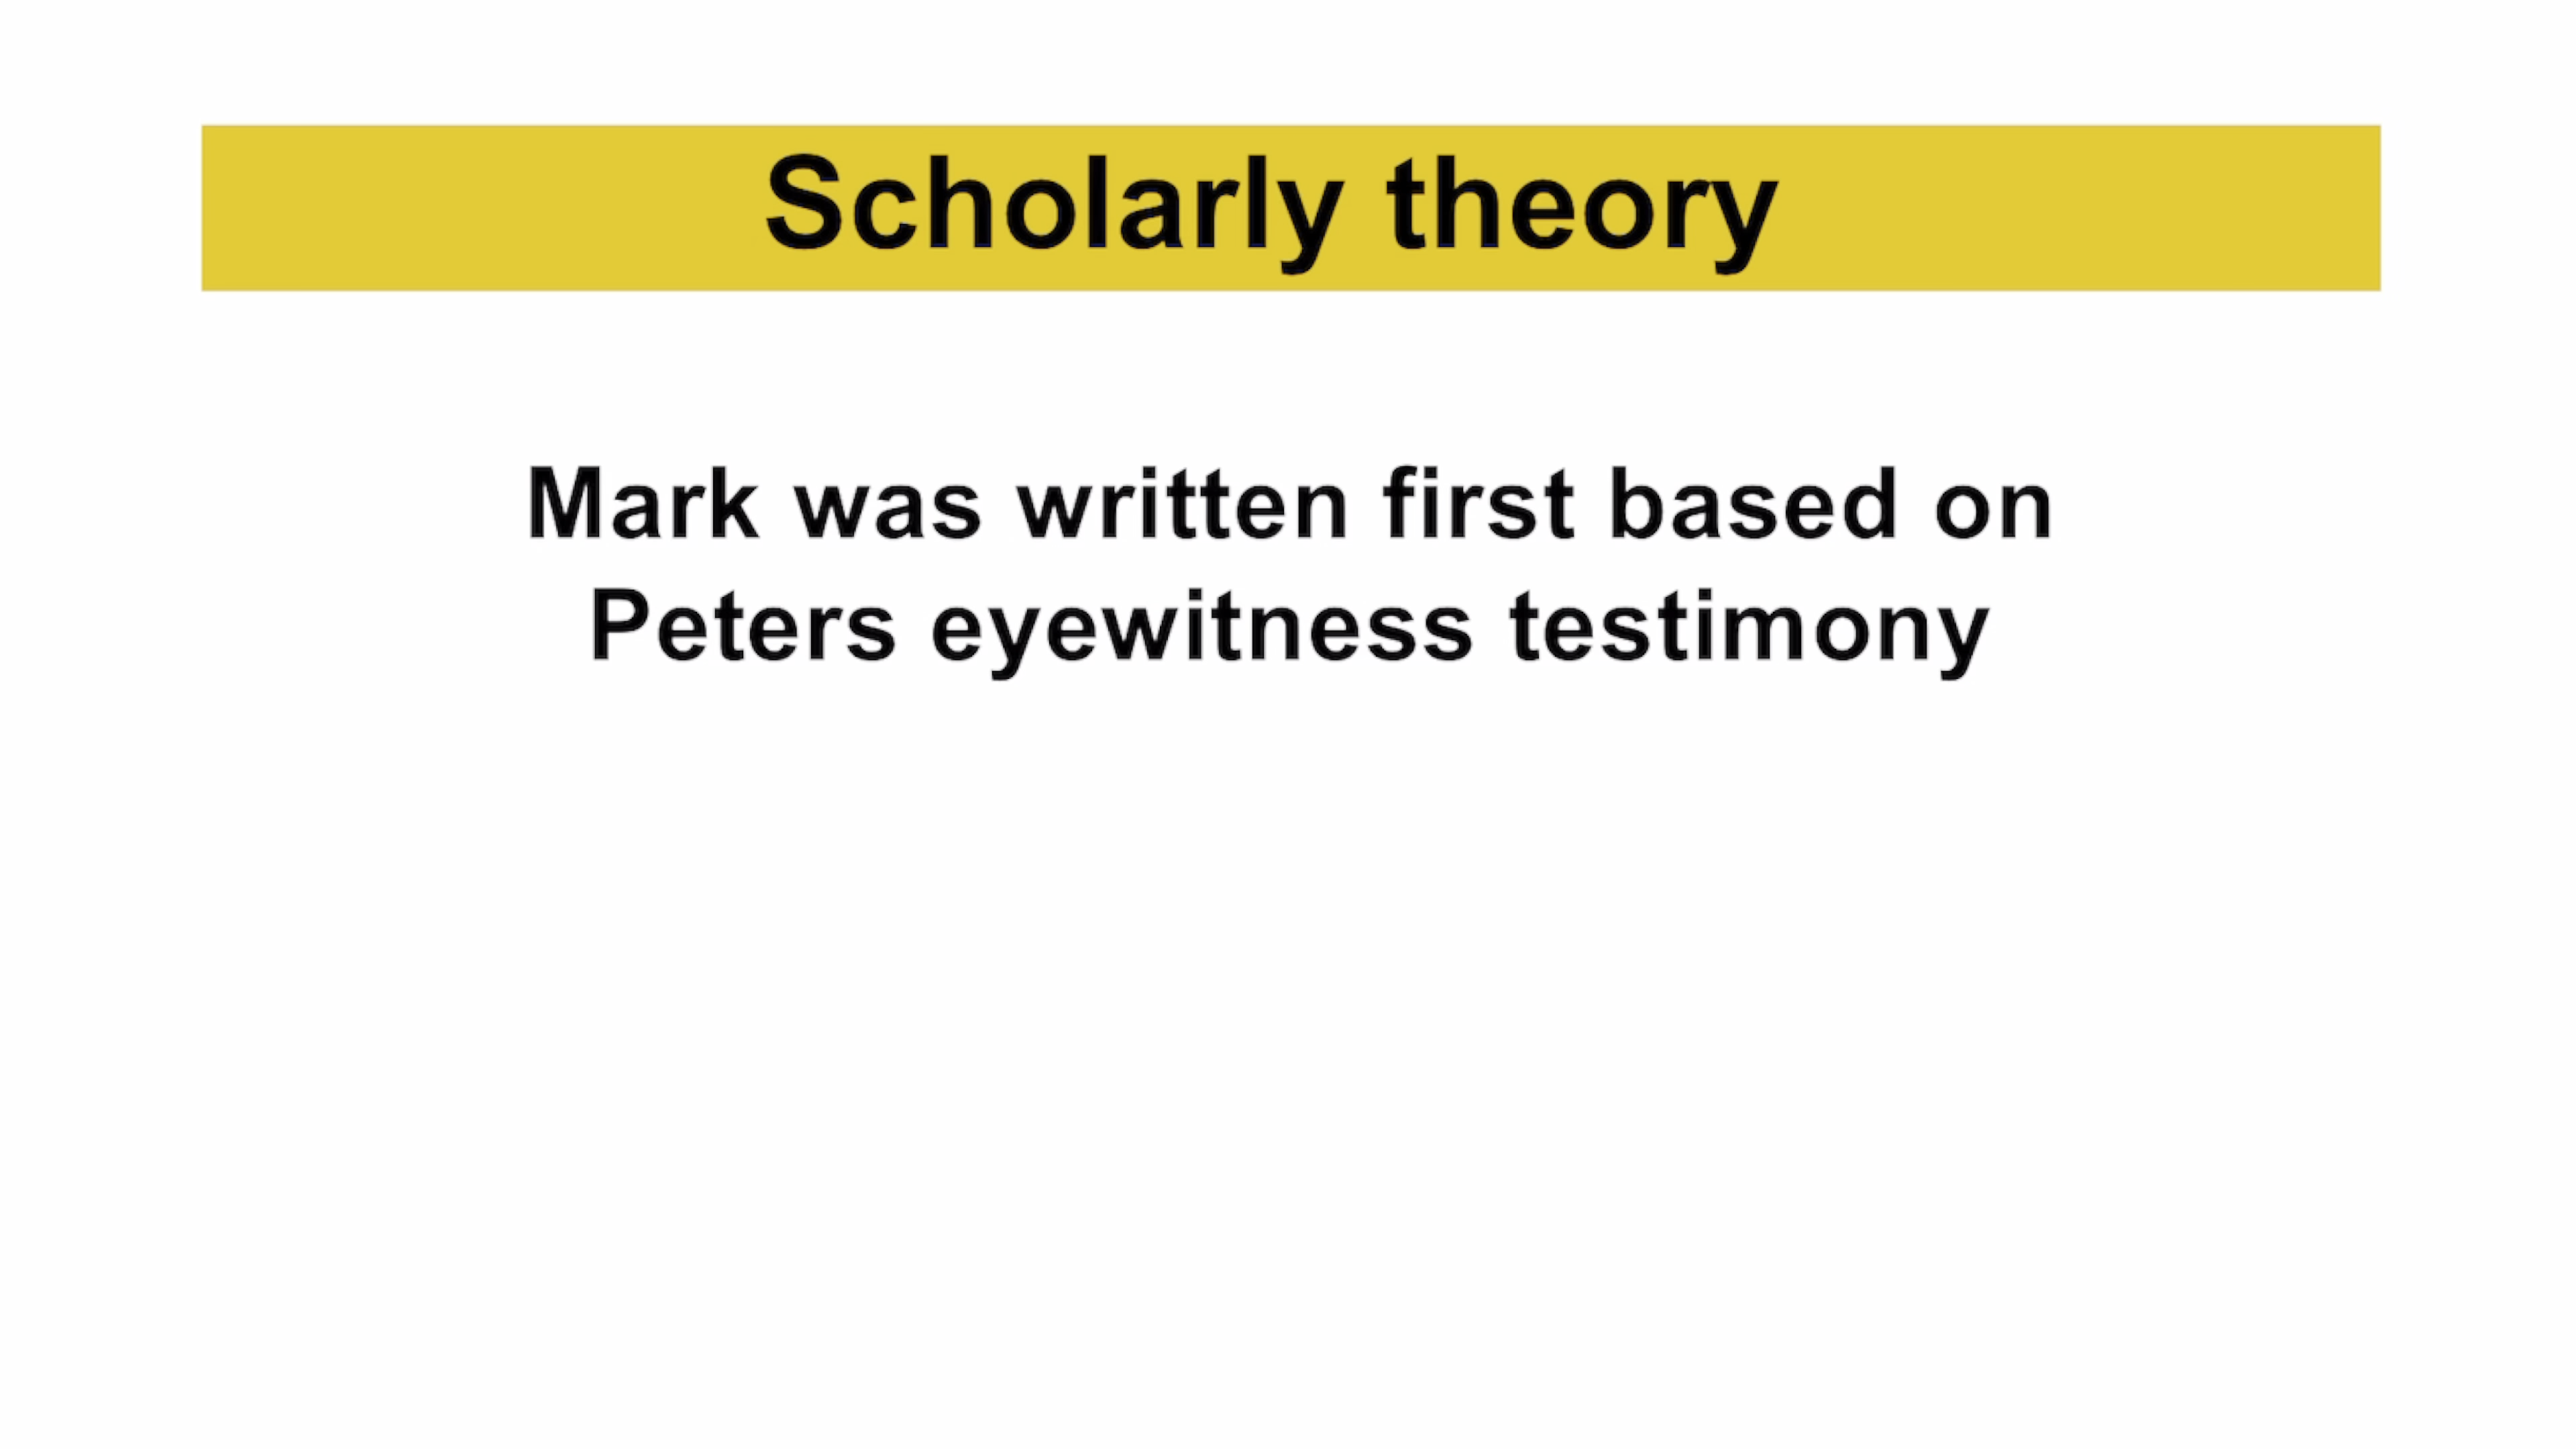 Scholarly theory
Mark was written first based on
Peters eyewitness testimony